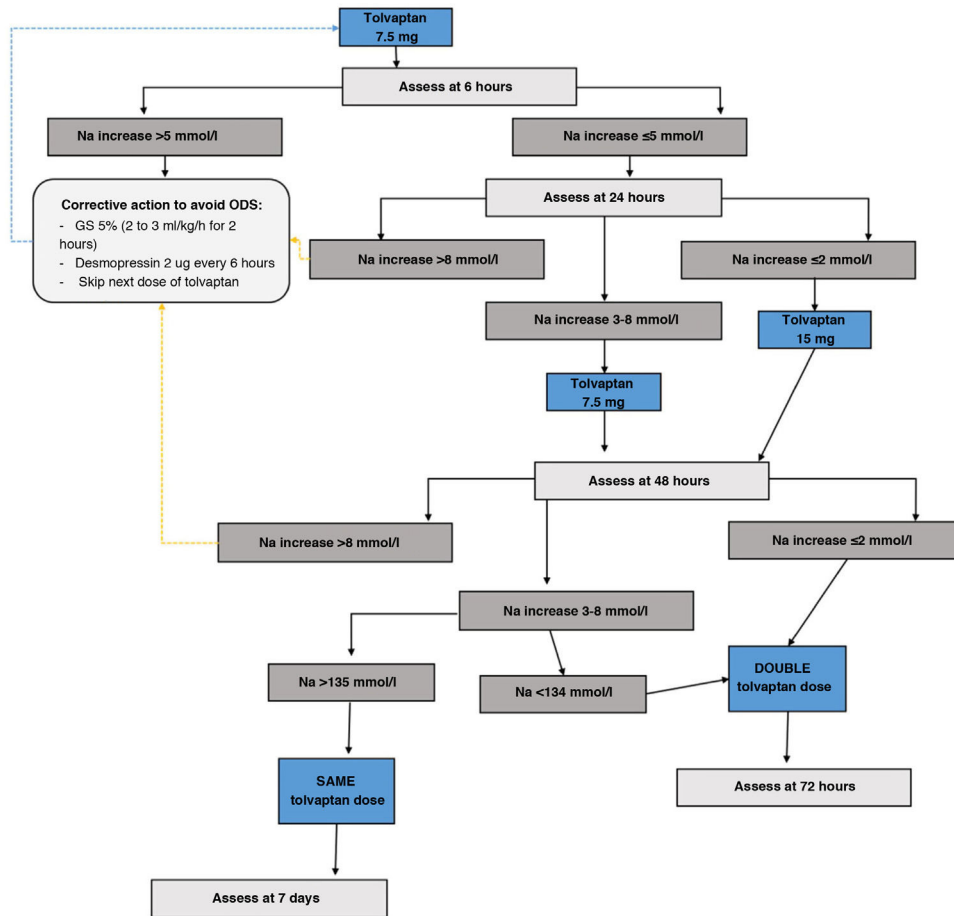 Tolvaptan
7.5 mg
Assess at 6 hours
Na increase >5 mmol/l
Na increase ≤5 mmol/l
Corrective action to avoid ODS:
- GS 5% (2 to 3 ml/kg/h for 2
hours)
- Desmopressin 2 ug every 6 hours
- Skip next dose of tolvaptan
Assess at 24 hours
Na increase >8 mmol/l
Na increase ≤2 mmol/l
Na increase 3-8 mmol/l
Tolvaptan
15 mg
Tolvaptan
7.5 mg
Assess at 48 hours
Na increase >8 mmol/l
Na increase ≤2 mmol/l
Na increase 3-8 mmol/l
Na >135 mmol/l
Na <134 mmol/l
DOUBLE
tolvaptan dose
SAME
tolvaptan dose
Assess at 72 hours
Assess at 7 days